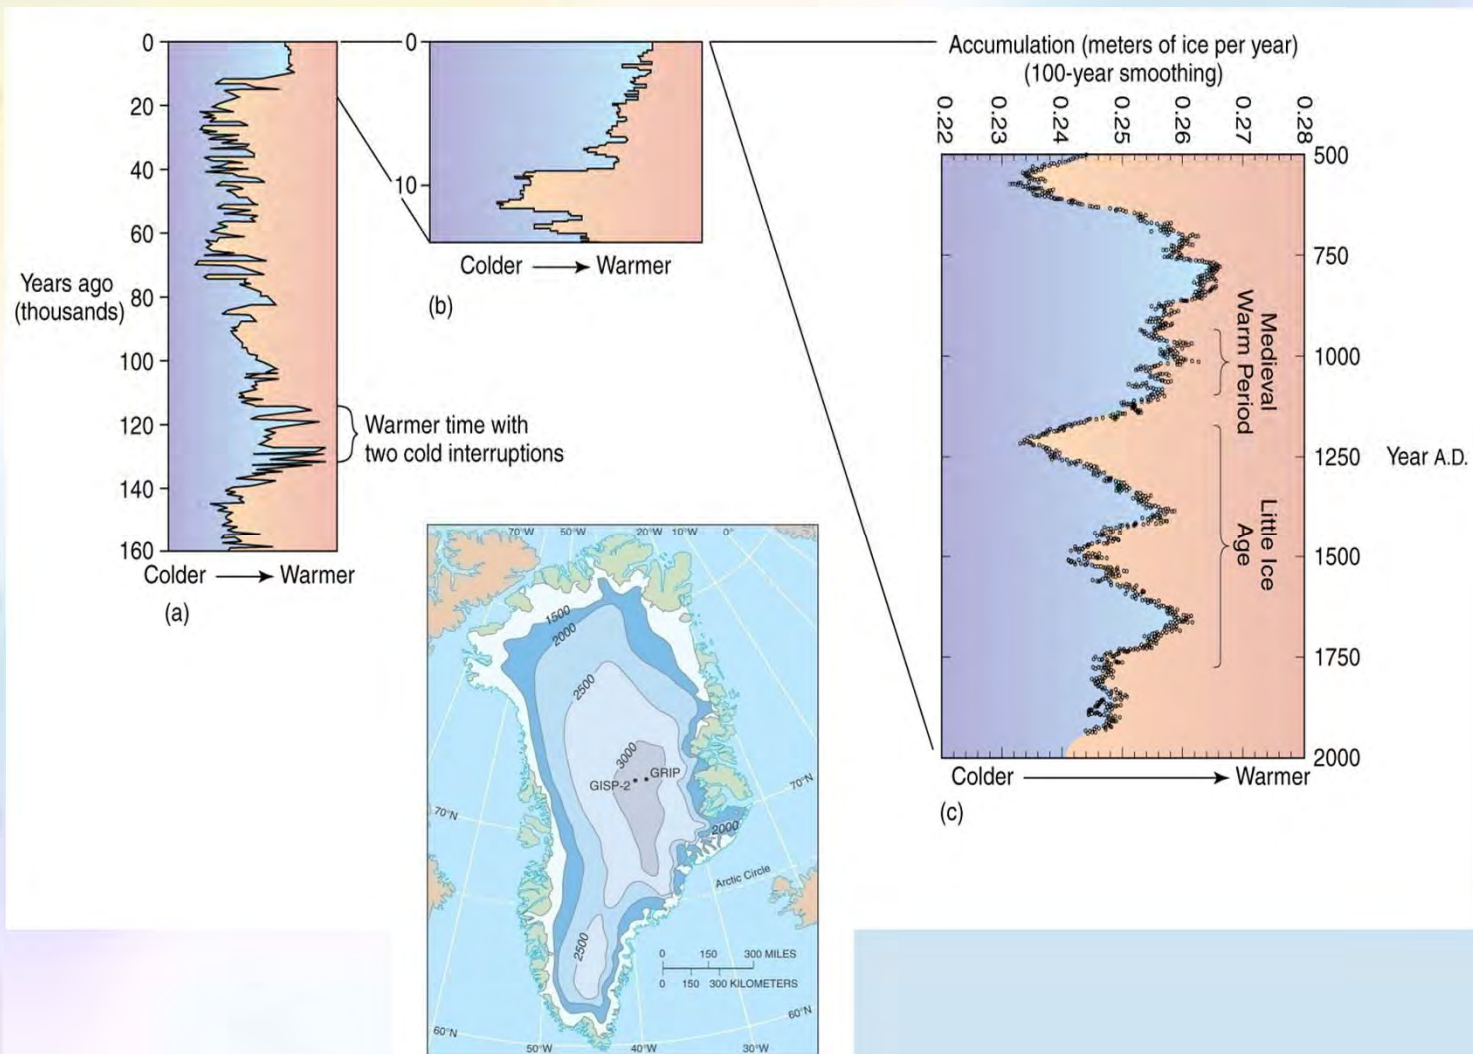 0
20
40
60
80
100
120
140
160
Years ago
(thousands)
Colder → Warmer
(a)
Warmer time with
two cold interruptions
0
10
Colder → Warmer
(b)
Accumulation (meters of ice per year)
(100-year smoothing)
0.22
0.23
0.24
0.25
0.26
0.27
0.28
500
750
1000
1250
1500
1750
2000
Year A.D.
Medieval
Warm Period
Little Ice
Age
Colder → Warmer
(c)
70°W 50°W 20°W 10°W 0°
1500
2000
2500
3000
GRIP
GISP-2
70°N
70°N
2000
Arctic Circle
2500
0 150 300 MILES
0 150 300 KILOMETERS
60°N
60°N
50°W 40°W 30°W